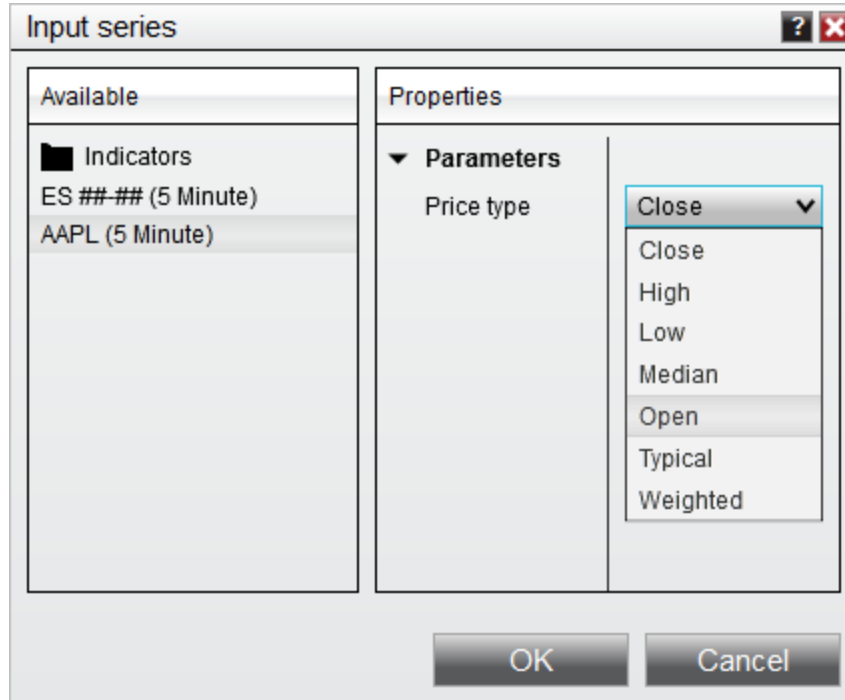 Input series
?
Available
Indicators
ES ##-## (5 Minute)
AAPL (5 Minute)
Properties
Parameters
Price type
Close
Close
High
Low
Median
Open
Typical
Weighted
OK
Cancel